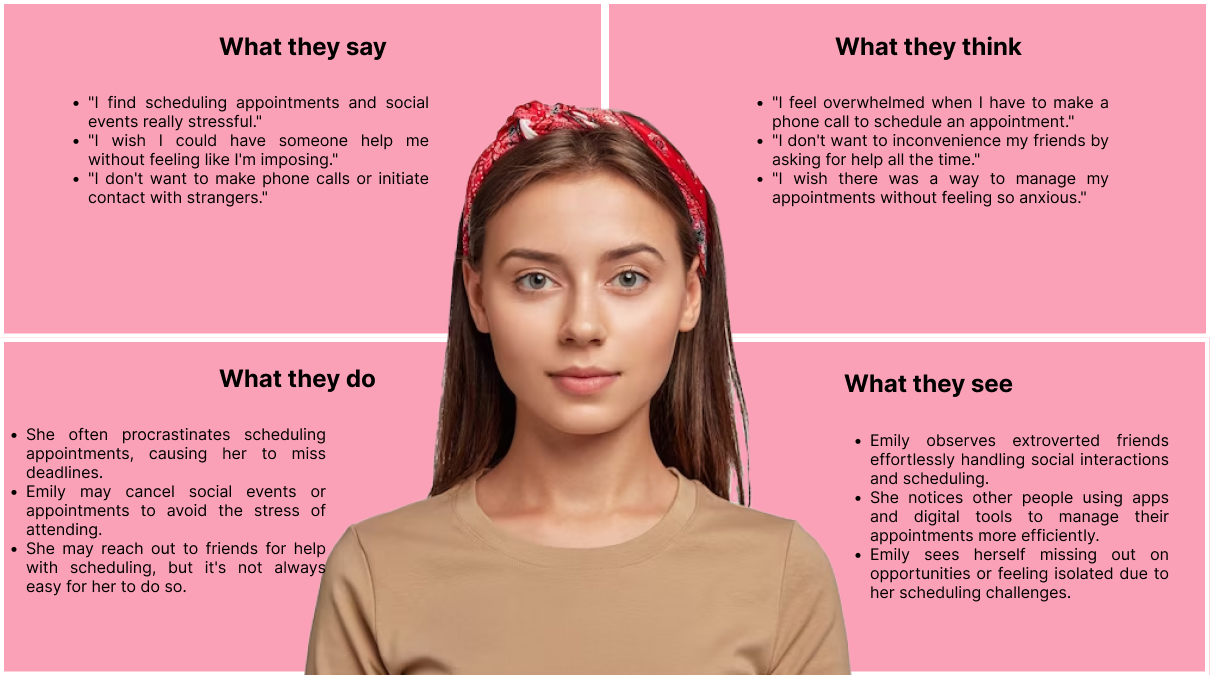 What they say
• "I find scheduling appointments and social
events really stressful."
• "I wish I could have someone help me
without feeling like I'm imposing."
• "I don't want to make phone calls or initiate
contact with strangers."
What they think
• "I feel overwhelmed when I have to make a
phone call to schedule an appointment."
• "I don't want to inconvenience my friends by
asking for help all the time."
• "I wish there was a way to manage my
appointments without feeling so anxious."
What they do
• She often procrastinates scheduling
appointments, causing her to miss
deadlines.
• Emily may cancel social events or
appointments to avoid the stress of
attending.
• She may reach out to friends for help
with scheduling, but it's not always
easy for her to do so.
What they see
• Emily observes extroverted friends
effortlessly handling social interactions
and scheduling.
• She notices other people using apps
and digital tools to manage their
appointments more efficiently.
• Emily sees herself missing out on
opportunities or feeling isolated due to
her scheduling challenges.